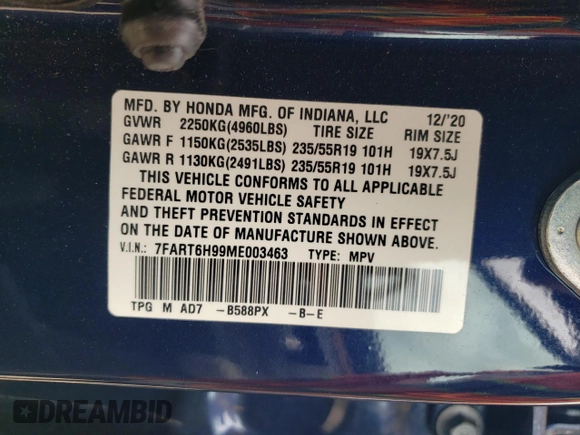 MFD. BY HONDA MFG. OF INDIANA, LLC 12/'20
GVWR 2250KG(4960LBS) TIRE SIZE RIM SIZE
GAWR F 1150KG(2535LBS) 235/55R19 101H 19X7.5J
GAWR R 1130KG(2491LBS) 235/55R19 101H 19X7.5J
THIS VEHICLE CONFORMS TO ALL APPLICABLE
FEDERAL MOTOR VEHICLE SAFETY
AND THEFT PREVENTION STANDARDS IN EFFECT
ON THE DATE OF MANUFACTURE SHOWN ABOVE.
V.I.N.: 7FART6H99ME003463 TYPE: MPV
TPG M AD7 -B588PX -B-E
DREAMBID